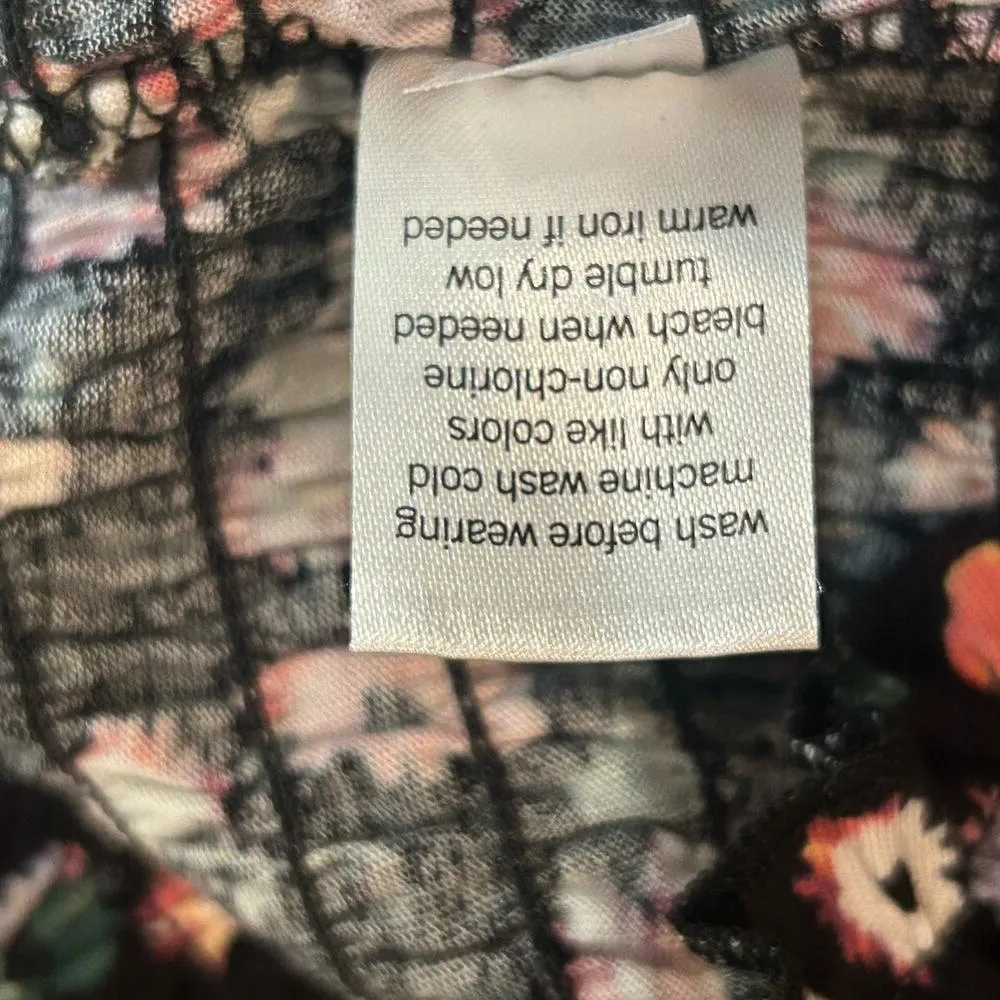 wash before wearing
machine wash cold
with like colors
only non-chlorine
bleach when needed
tumble dry low
warm iron if needed